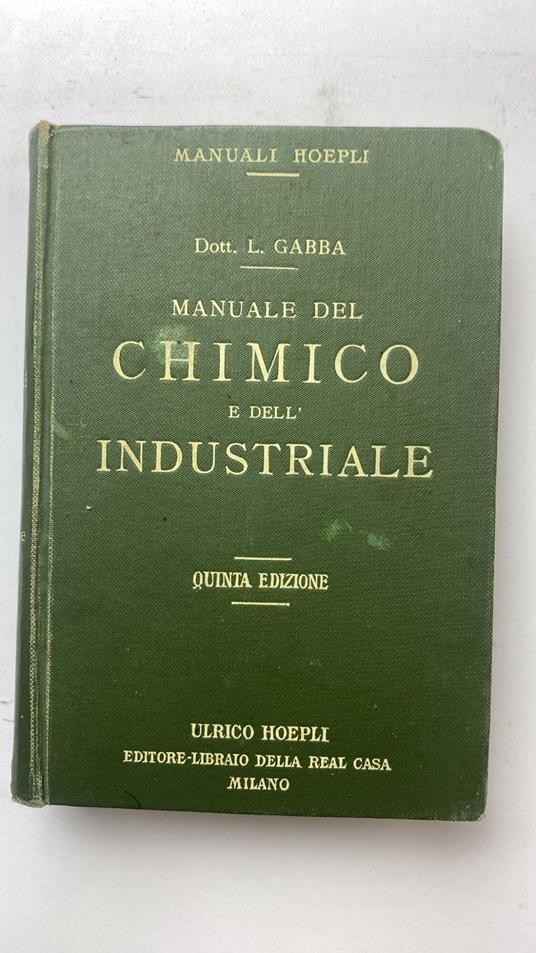 MANUALI HOEPLI
Dott. L. GABBA
MANUALE DEL
CHIMICO
E DELL'
INDUSTRIALE
QUINTA EDIZIONE
ULRICO HOEPLI
EDITORE-LIBRAIO DELLA REAL CASA
MILANO